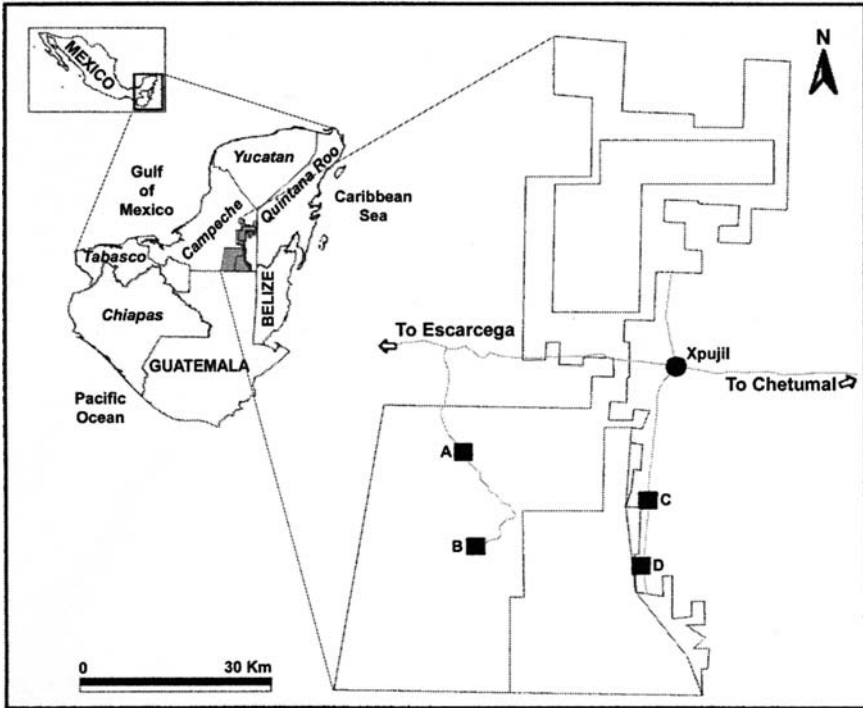 MEXICO
N
Yucatan
Quintana Roo
Gulf
of
Mexico
Caribbean
Sea
Campeche
Tabasco
Chiapas
BELIZE
GUATEMALA
Pacific
Ocean
To Escarcega
Xpujil
To Chetumal
A
B
C
D
0 30 Km